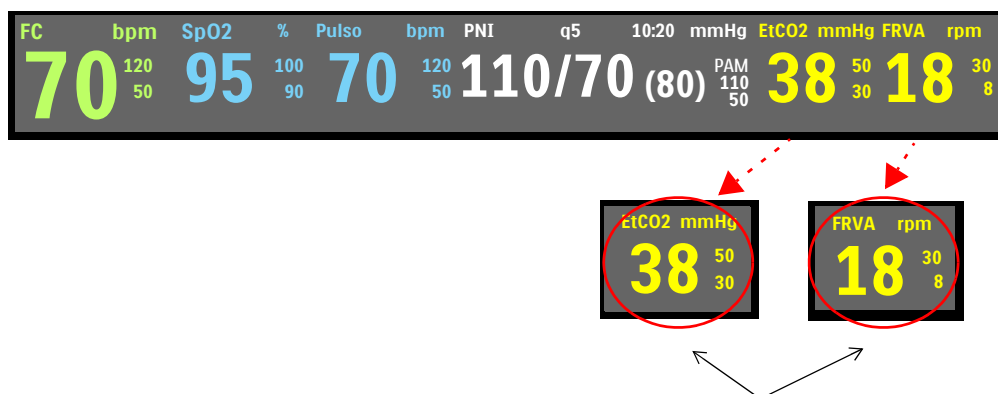 FC bpm SpO2 % Pulso bpm PNI q5 10:20 mmHg EtCO2 mmHg FRVA rpm
70 120 50 95 100 90 70 120 50 110/70 (80) PAM 110 50 38 50 30 18 30 8
EtCO2 mmHg
38 50 30
FRVA rpm
18 30 8